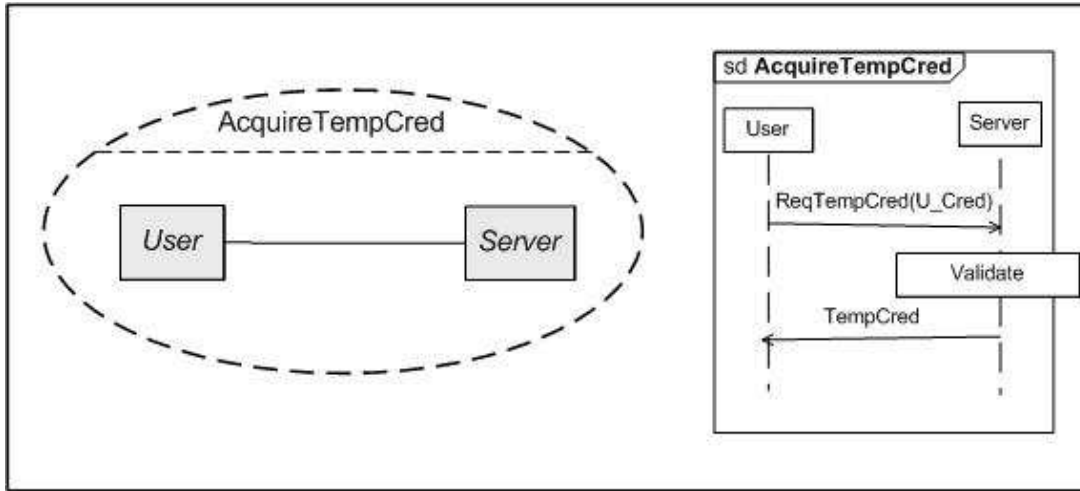 AcquireTempCred
User
Server
sd AcquireTempCred
User
Server
ReqTempCred(U_Cred)
Validate
TempCred